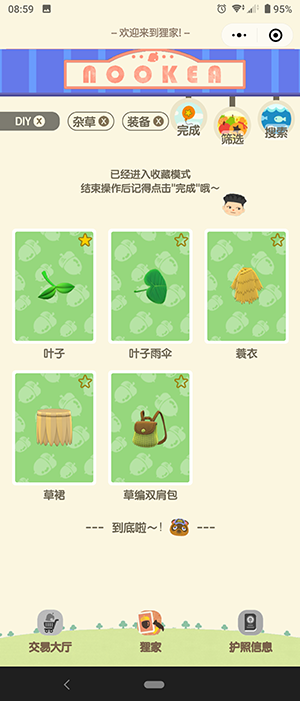 08:59
95%
– 欢迎来到狸家! –
NOOKEA
DIY X
杂草 X
装备 X
完成
筛选
搜索
已经进入收藏模式
结束操作后记得点击"完成"哦～
叶子
叶子雨伞
蓑衣
草裙
草编双肩包
--- 到底啦～! ---
交易大厅
狸家
护照信息